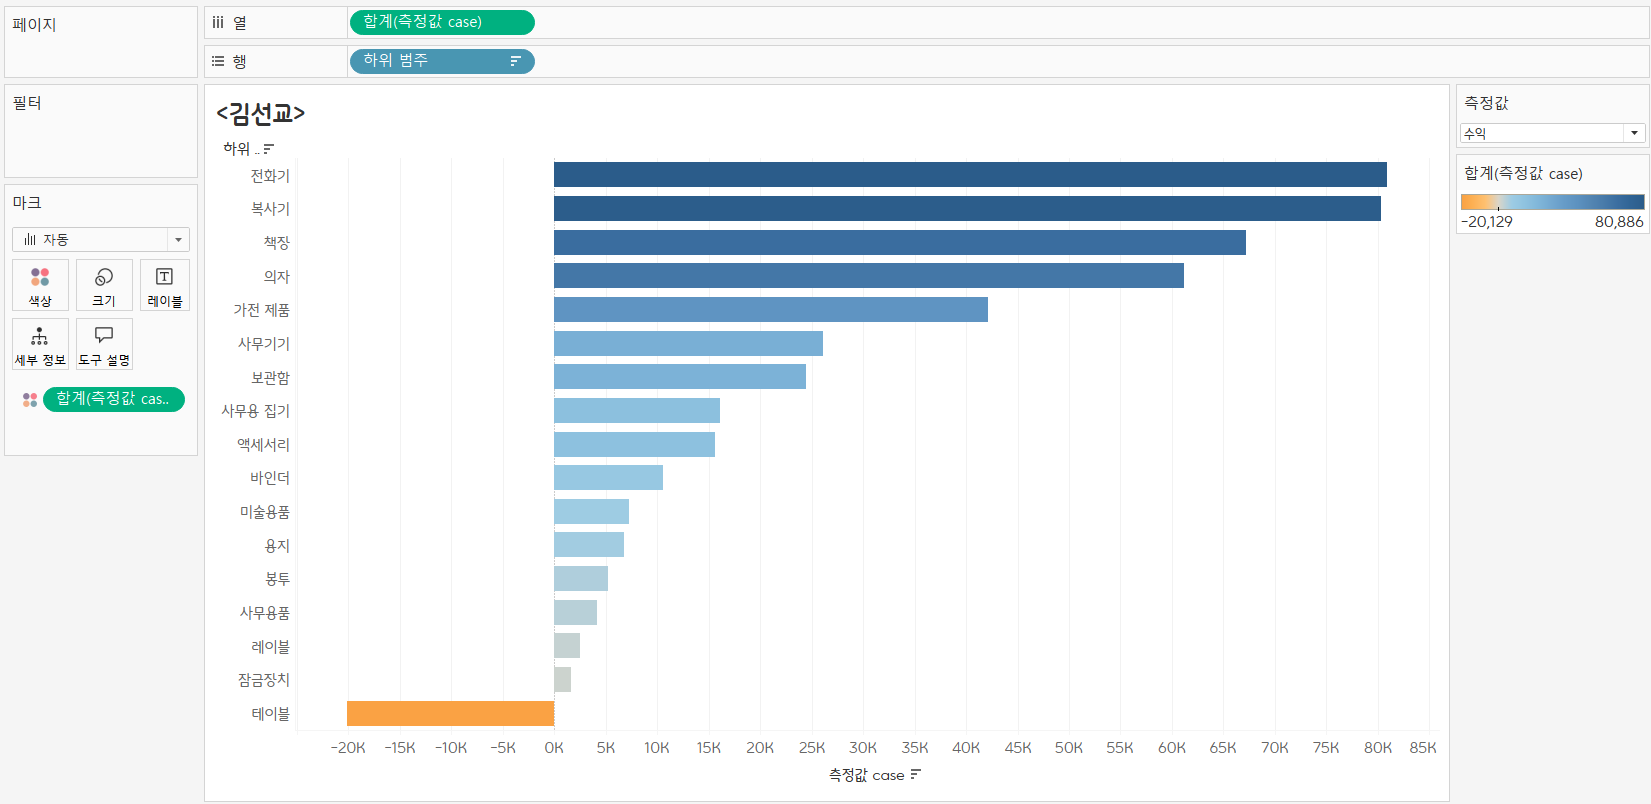 페이지
열
합계(측정값 case)
행
하위 범주
필터
마크
자동
색상
크기
레이블
세부 정보
도구 설명
합계(측정값 cas..
<김선교>
하위 ..
전화기
복사기
책장
의자
가전 제품
사무기기
보관함
사무용 집기
액세서리
바인더
미술용품
용지
봉투
사무용품
레이블
잠금장치
테이블
-20K -15K -10K -5K 0K 5K 10K 15K 20K 25K 30K 35K 40K 45K 50K 55K 60K 65K 70K 75K 80K 85K
측정값 case
측정값
수익
합계(측정값 case)
-20,129 80,886